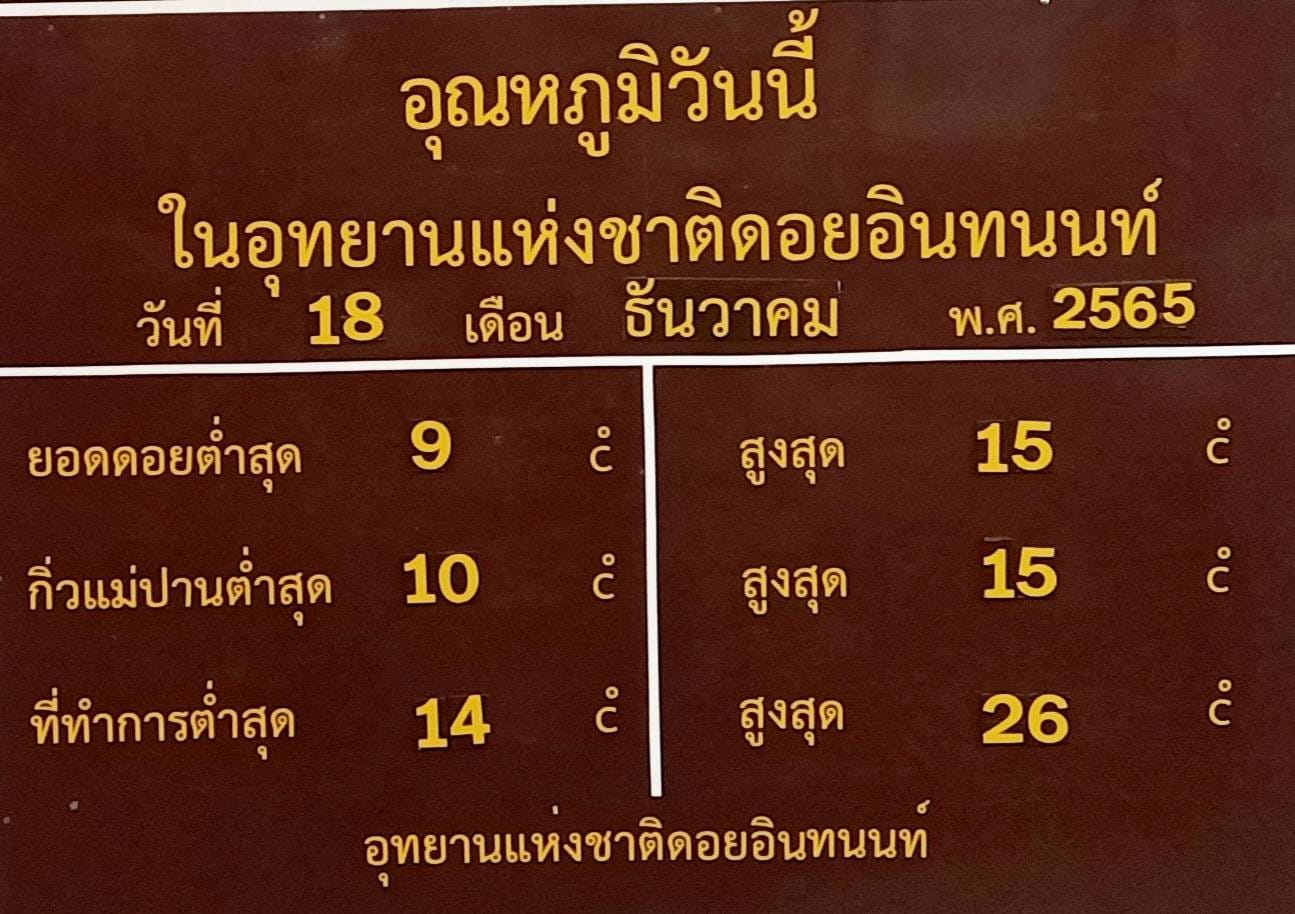 อุณหภูมิวันนี้
ในอุทยานแห่งชาติดอยอินทนนท์
วันที่ 18 เดือน ธันวาคม พ.ศ. 2565
ยอดดอยต่ำสุด 9 °c สูงสุด 15 °c
กิ่วแม่ปานต่ำสุด 10 °c สูงสุด 15 °c
ที่ทำการต่ำสุด 14 °c สูงสุด 26 °c
อุทยานแห่งชาติดอยอินทนนท์